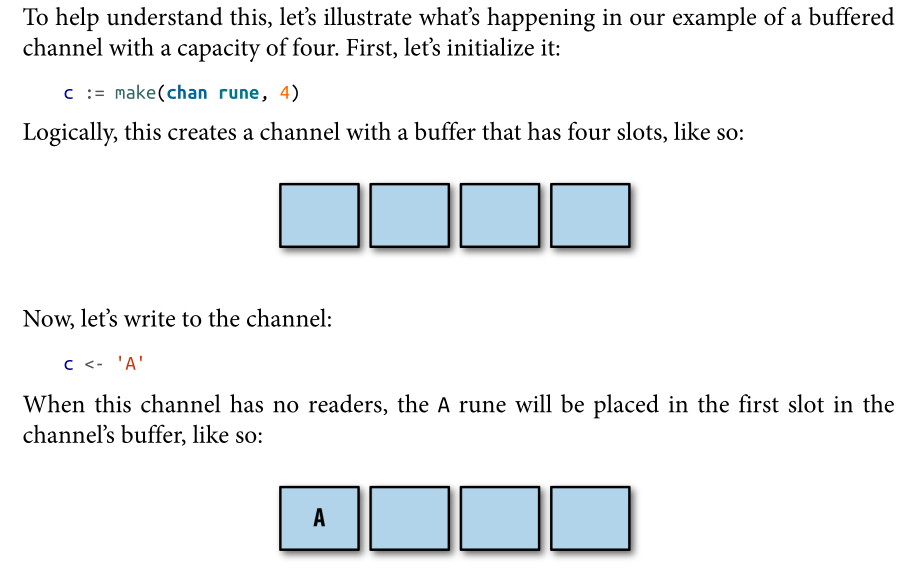 To help understand this, let’s illustrate what’s happening in our example of a buffered
channel with a capacity of four. First, let’s initialize it:
c := make(chan rune, 4)
Logically, this creates a channel with a buffer that has four slots, like so:
Now, let’s write to the channel:
c <- 'A'
When this channel has no readers, the A rune will be placed in the first slot in the
channel’s buffer, like so:
A